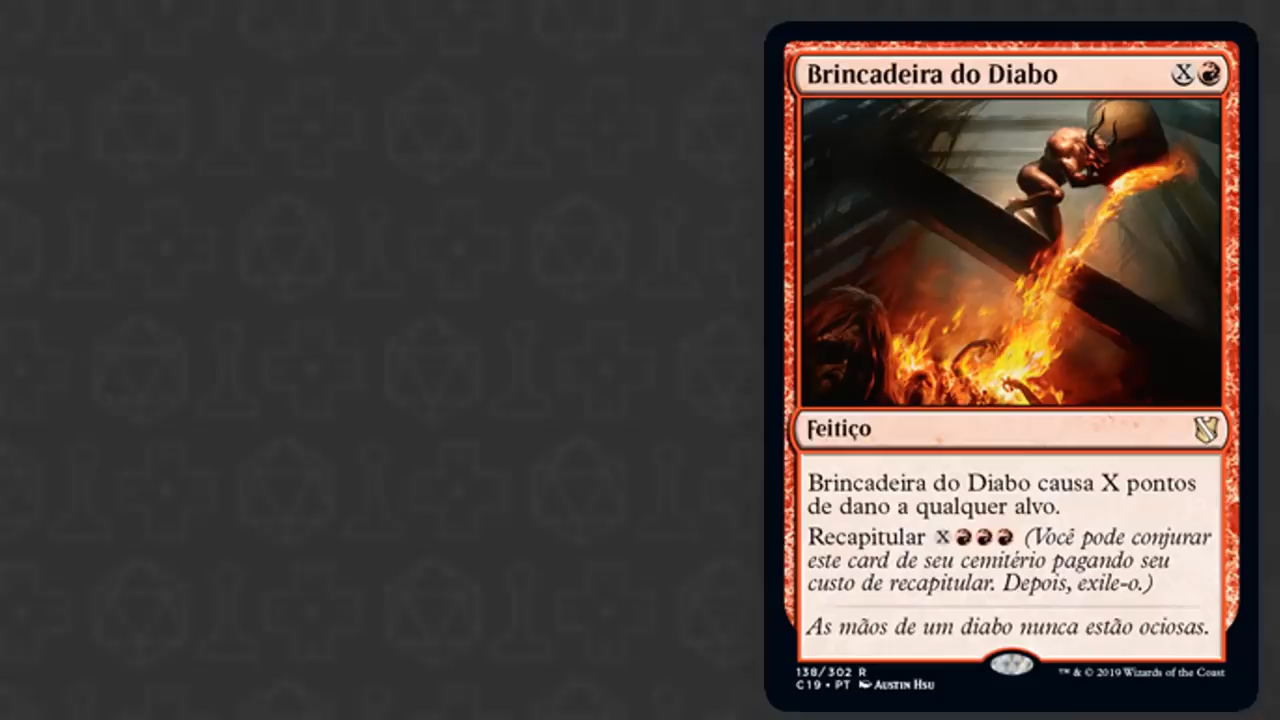 Brincadeira do Diabo X
Feitiço
Brincadeira do Diabo causa X pontos
de dano a qualquer alvo.
Recapitular X (Você pode conjurar
este card de seu cemitério pagando seu
custo de recapitular. Depois, exile-o.)
As mãos de um diabo nunca estão ociosas.
138/302 R
C19 • PT Austin Hsu
™ & © 2019 Wizards of the Coast